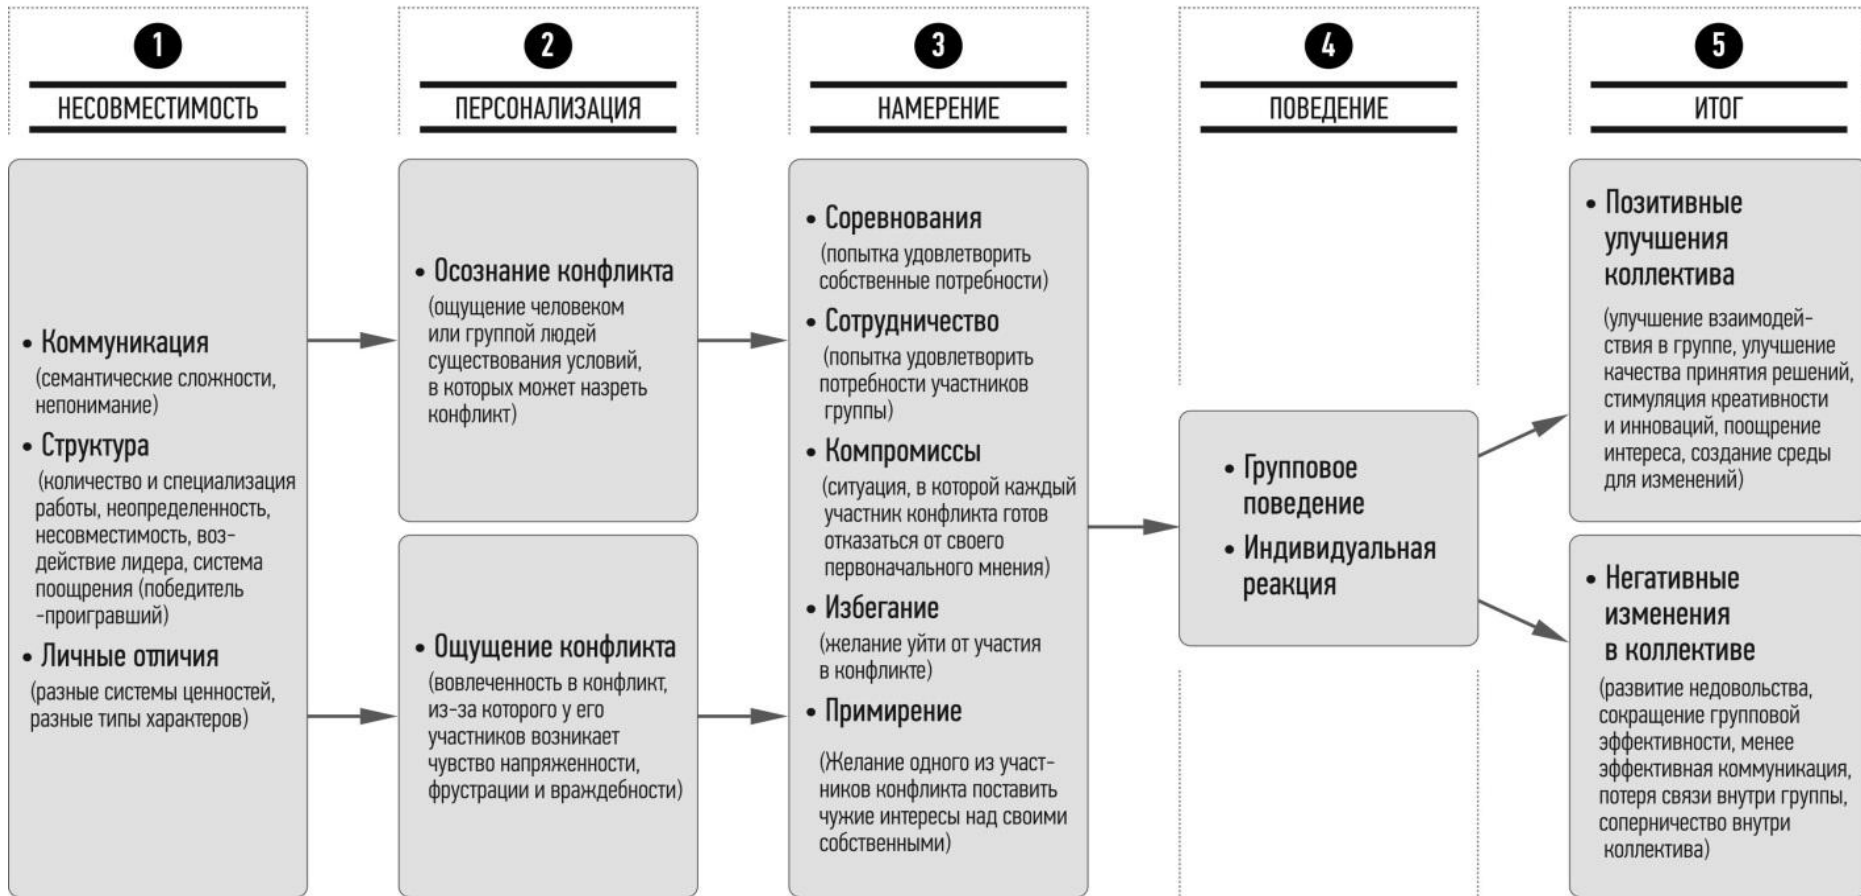 1
НЕСОВМЕСТИМОСТЬ
• Коммуникация
(семантические сложности,
непонимание)
• Структура
(количество и специализация
работы, неопределенность,
несовместимость, воз-
действие лидера, система
поощрения (победитель
-проигравший)
• Личные отличия
(разные системы ценностей,
разные типы характеров)
2
ПЕРСОНАЛИЗАЦИЯ
• Осознание конфликта
(ощущение человеком
или группой людей
существования условий,
в которых может назреть
конфликт)
• Ощущение конфликта
(вовлеченность в конфликт,
из-за которого у его
участников возникает
чувство напряженности,
фрустрации и враждебности)
3
НАМЕРЕНИЕ
• Соревнования
(попытка удовлетворить
собственные потребности)
• Сотрудничество
(попытка удовлетворить
потребности участников
группы)
• Компромиссы
(ситуация, в которой каждый
участник конфликта готов
отказаться от своего
первоначального мнения)
• Избегание
(желание уйти от участия
в конфликте)
• Примирение
(Желание одного из участ-
ников конфликта поставить
чужие интересы над своими
собственными)
4
ПОВЕДЕНИЕ
• Групповое
поведение
• Индивидуальная
реакция
5
ИТОГ
• Позитивные
улучшения
коллектива
(улучшение взаимодей-
ствия в группе, улучшение
качества принятия решений,
стимуляция креативности
и инноваций, поощрение
интереса, создание среды
для изменений)
• Негативные
изменения
в коллективе
(развитие недовольства,
сокращение групповой
эффективности, менее
эффективная коммуникация,
потеря связи внутри группы,
соперничество внутри
коллектива)